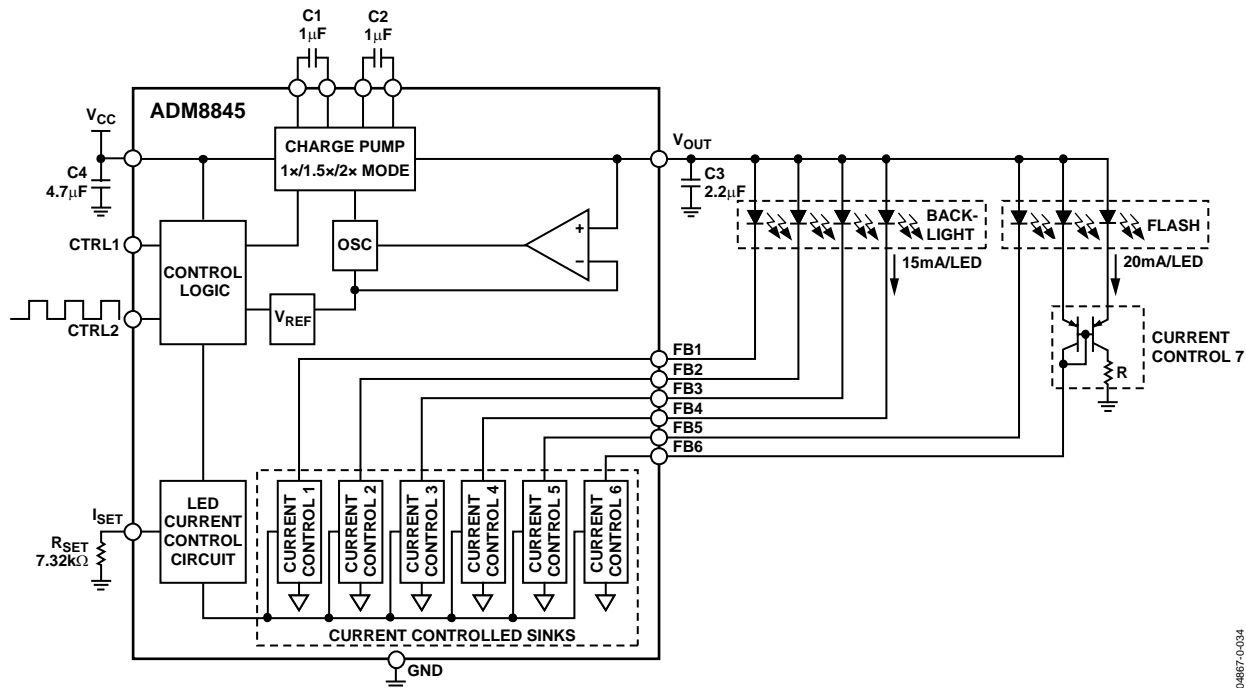 C1
1μF
C2
1μF
ADM8845
VCC
CHARGE PUMP
1×/1.5×/2× MODE
VOUT
C4
4.7μF
C3
2.2μF
CTRL1
OSC
+
−
BACK-
LIGHT
FLASH
15mA/LED
20mA/LED
CONTROL
LOGIC
VREF
CTRL2
CURRENT
CONTROL 7
R
FB1
FB2
FB3
FB4
FB5
FB6
ISET
RSET
7.32kΩ
LED
CURRENT
CONTROL
CIRCUIT
CURRENT
CONTROL 1
CURRENT
CONTROL 2
CURRENT
CONTROL 3
CURRENT
CONTROL 4
CURRENT
CONTROL 5
CURRENT
CONTROL 6
CURRENT CONTROLLED SINKS
GND
04867-0-034